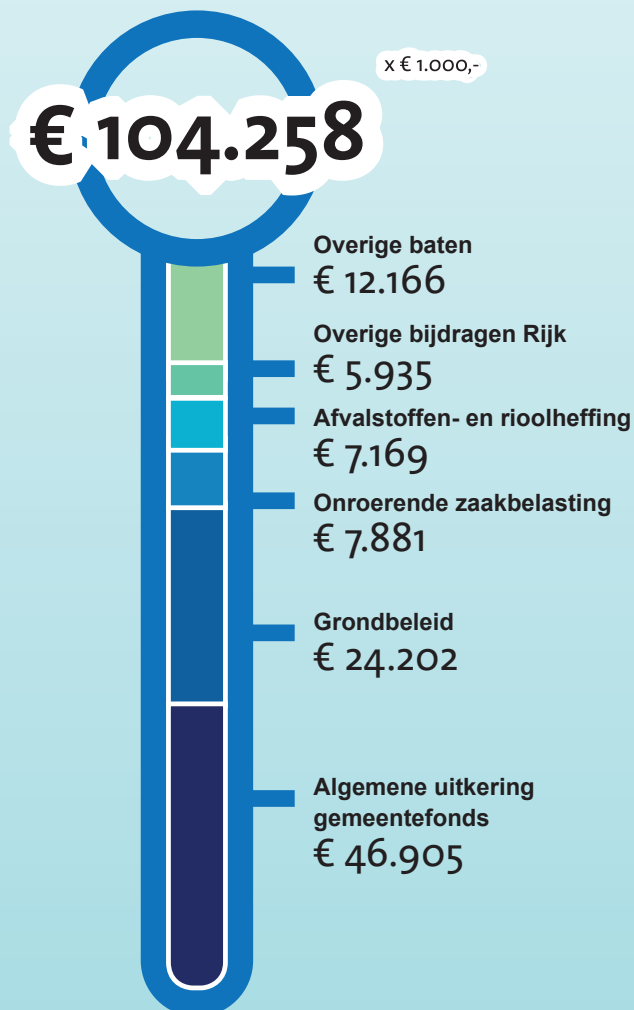 x € 1.000,-
€ 104.258
Overige baten
€ 12.166
Overige bijdragen Rijk
€ 5.935
Afvalstoffen- en rioolheffing
€ 7.169
Onroerende zaakbelasting
€ 7.881
Grondbeleid
€ 24.202
Algemene uitkering
gemeentefonds
€ 46.905